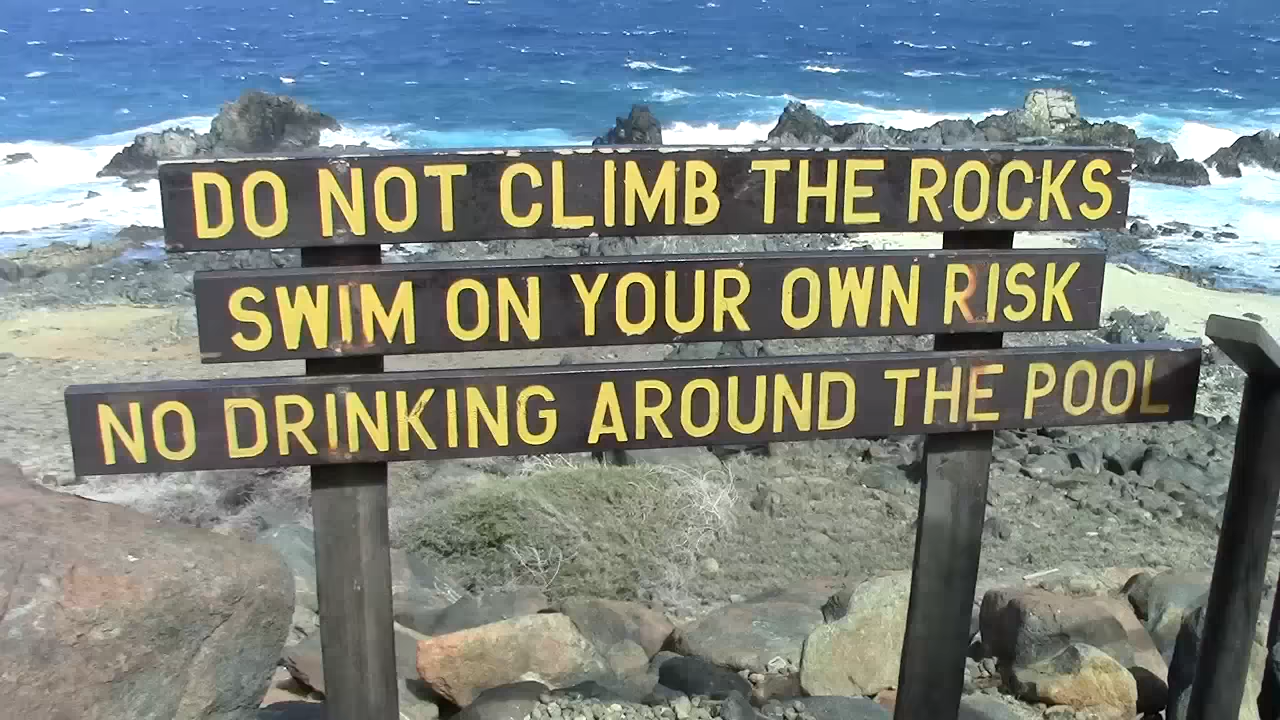 DO NOT CLIMB THE ROCKS
SWIM ON YOUR OWN RISK
NO DRINKING AROUND THE POOL